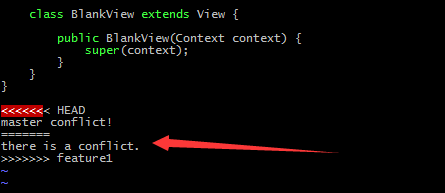 class BlankView extends View {
public BlankView(Context context) {
super(context);
}
}
}
<<<<<<< HEAD
master conflict!
=======
there is a conflict.
>>>>>>> feature1
~
~